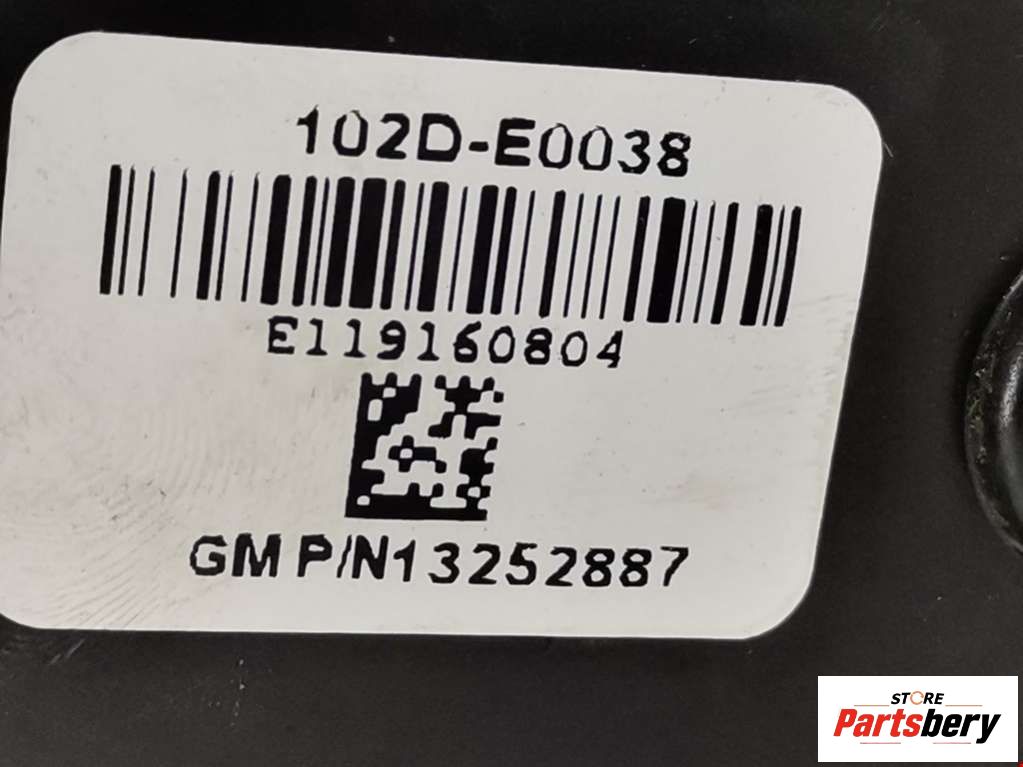 102D-E0038
E119160804
GM P/N13252887
STORE
Partsbery